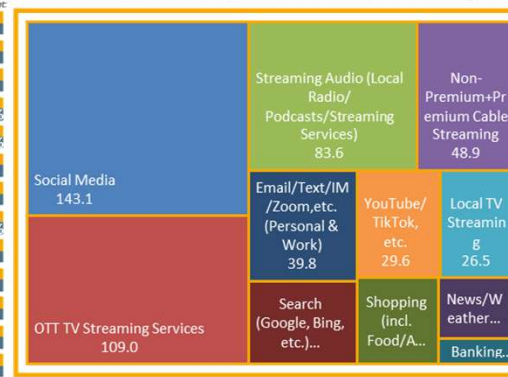 Social Media
143.1
OTT TV Streaming Services
109.0
Streaming Audio (Local
Radio/
Podcasts/Streaming
Services)
83.6
Non-
Premium+Pr
emium Cable
Streaming
48.9
Email/Text/IM
/Zoom,etc.
(Personal &
Work)
39.8
YouTube/
TikTok,
etc.
29.6
Local TV
Streamin
g
26.5
Search
(Google, Bing,
etc.)...
Shopping
(incl.
Food/A...
News/W
eather...
Banking...